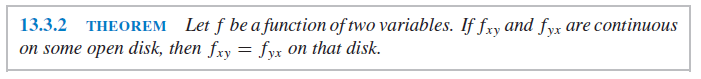 13.3.2 THEOREM Let f be a function of two variables. If fxy and fyx are continuous
on some open disk, then fxy = fyx on that disk.